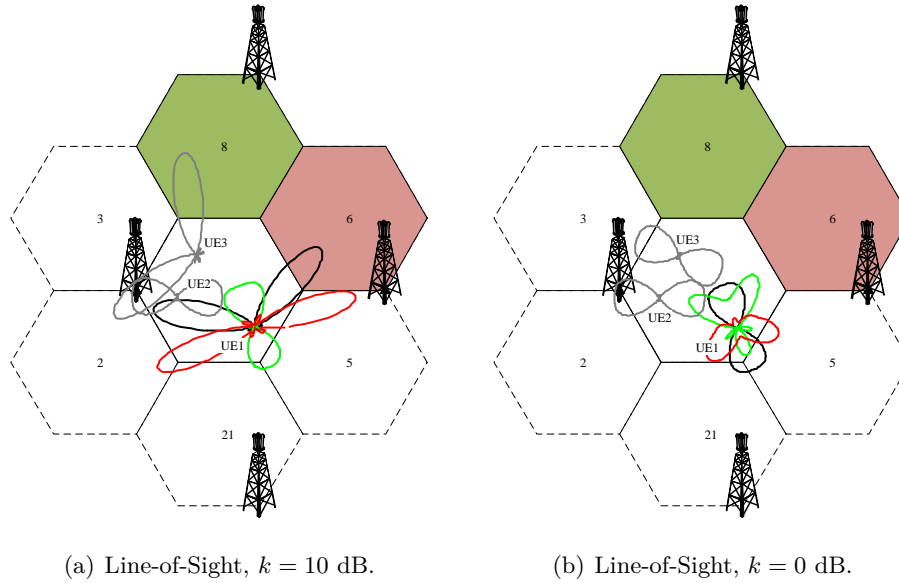 8
8
3
6
3
6
UE3
UE3
UE2
UE2
UE1
UE1
2
5
2
5
21
21
(a) Line-of-Sight, k = 10 dB.
(b) Line-of-Sight, k = 0 dB.